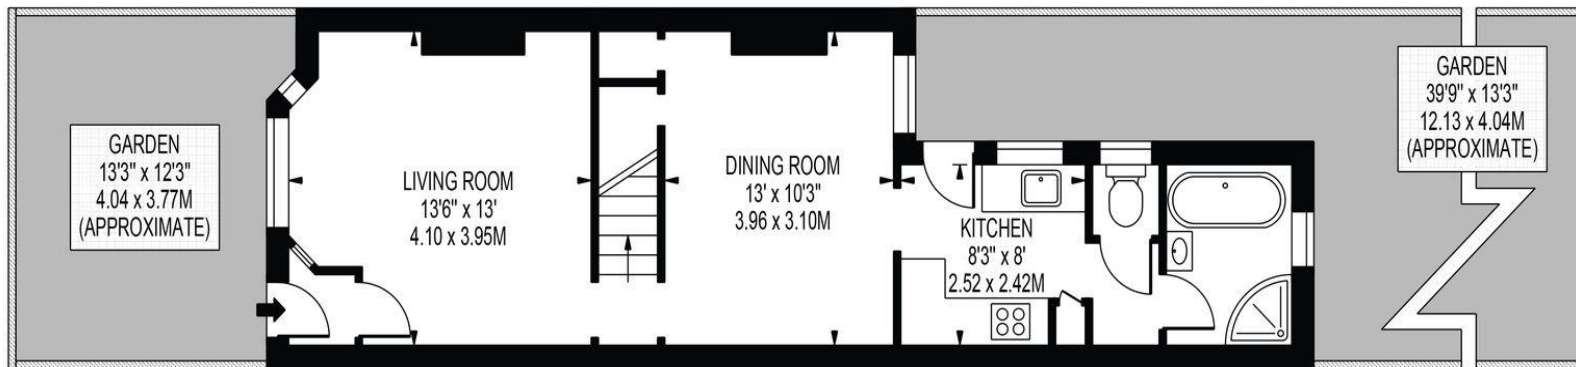 GARDEN
13'3" x 12'3"
4.04 x 3.77M
(APPROXIMATE)
LIVING ROOM
13'6" x 13'
4.10 x 3.95M
DINING ROOM
13' x 10'3"
3.96 x 3.10M
KITCHEN
8'3" x 8'
2.52 x 2.42M
GARDEN
39'9" x 13'3"
12.13 x 4.04M
(APPROXIMATE)